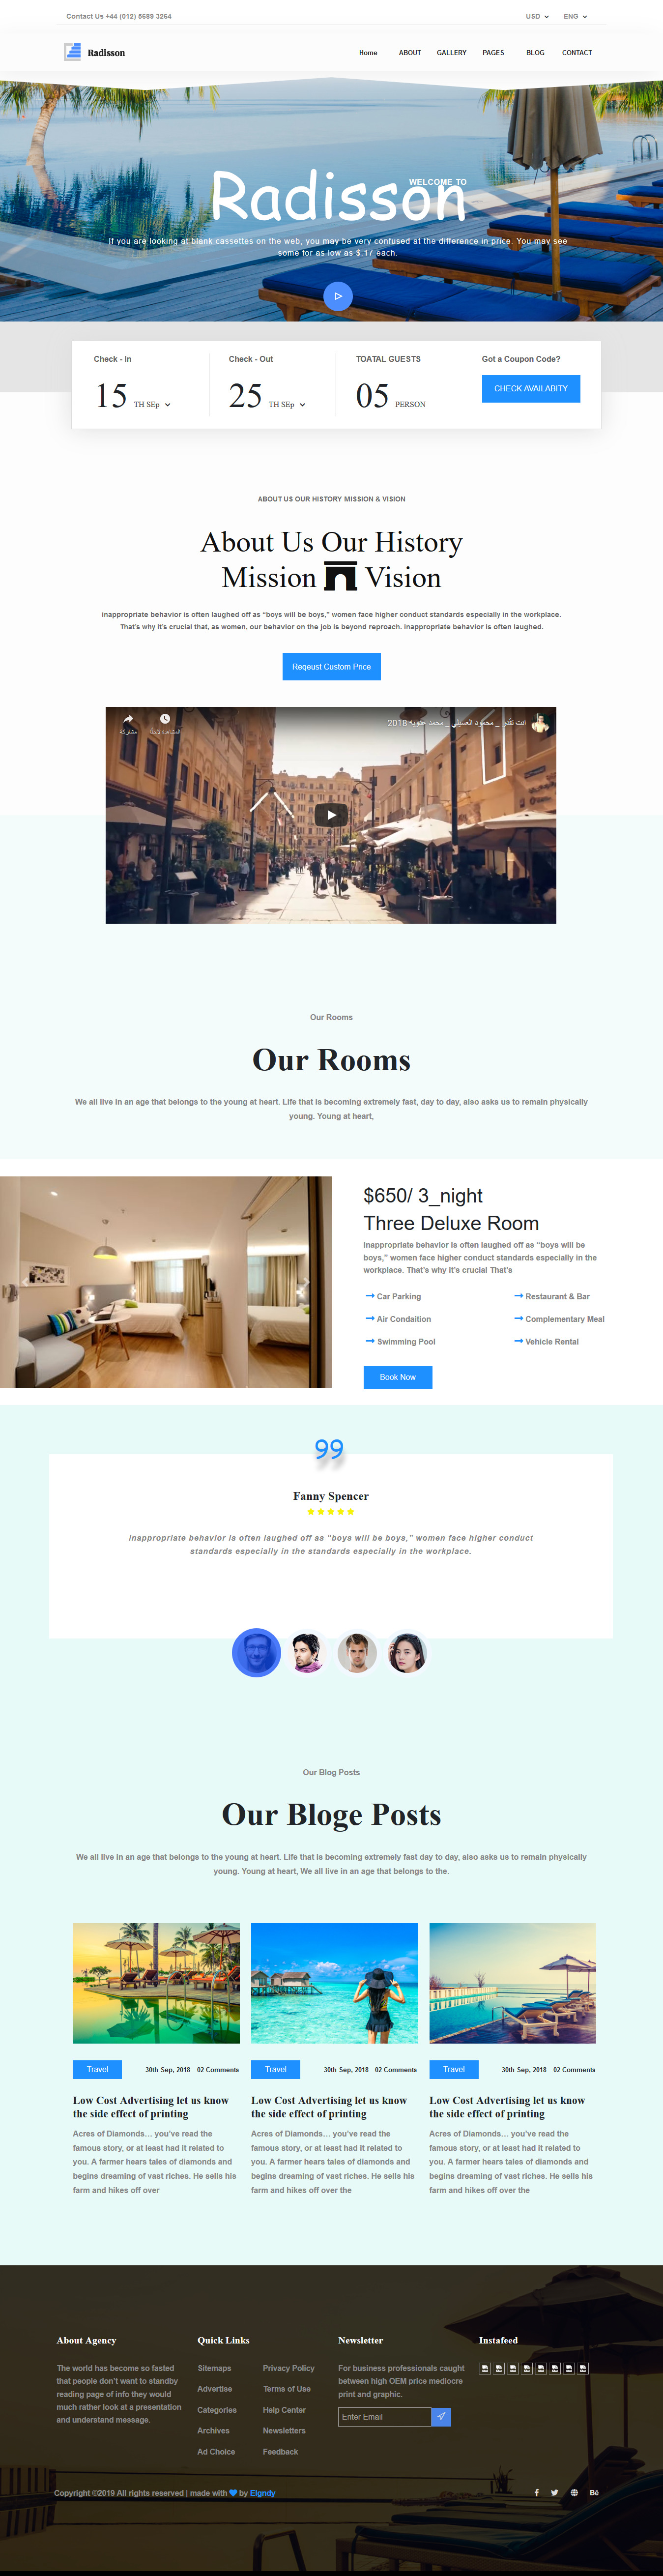 Contact Us +44 (012) 5689 3264
USD
ENG
Radisson
Home
ABOUT
GALLERY
PAGES
BLOG
CONTACT
WELCOME TO
Radisson
If you are looking at blank cassettes on the web, you may be very confused at the difference in price. You may see
some for as low as $.17 each.
Check - In
15 TH SEp
Check - Out
25 TH SEp
TOATAL GUESTS
05 PERSON
Got a Coupon Code?
CHECK AVAILABITY
ABOUT US OUR HISTORY MISSION & VISION
About Us Our History
Mission Vision
inappropriate behavior is often laughed off as “boys will be boys,” women face higher conduct standards especially in the workplace.
That’s why it’s crucial that, as women, our behavior on the job is beyond reproach. inappropriate behavior is often laughed.
Reqeust Custom Price
مشاركة
المشاهدة لاحقًا
2018
Our Rooms
Our Rooms
We all live in an age that belongs to the young at heart. Life that is becoming extremely fast, day to day, also asks us to remain physically
young. Young at heart,
$650/ 3_night
Three Deluxe Room
inappropriate behavior is often laughed off as “boys will be
boys,” women face higher conduct standards especially in the
workplace. That’s why it’s crucial That’s
Car Parking
Restaurant & Bar
Air Condaition
Complementary Meal
Swimming Pool
Vehicle Rental
Book Now
Fanny Spencer
inappropriate behavior is often laughed off as "boys will be boys," women face higher conduct
standards especially in the standards especially in the workplace.
Our Blog Posts
Our Bloge Posts
We all live in an age that belongs to the young at heart. Life that is becoming extremely fast day to day, also asks us to remain physically
young. Young at heart, We all live in an age that belongs to the.
Travel
30th Sep, 2018 02 Comments
Low Cost Advertising let us know
the side effect of printing
Acres of Diamonds… you’ve read the
famous story, or at least had it related to
you. A farmer hears tales of diamonds and
begins dreaming of vast riches. He sells his
farm and hikes off over
Travel
30th Sep, 2018 02 Comments
Low Cost Advertising let us know
the side effect of printing
Acres of Diamonds… you’ve read the
famous story, or at least had it related to
you. A farmer hears tales of diamonds and
begins dreaming of vast riches. He sells his
farm and hikes off over the
Travel
30th Sep, 2018 02 Comments
Low Cost Advertising let us know
the side effect of printing
Acres of Diamonds… you’ve read the
famous story, or at least had it related to
you. A farmer hears tales of diamonds and
begins dreaming of vast riches. He sells his
farm and hikes off over the
About Agency
The world has become so fasted
that people don’t want to standby
reading page of info they would
much rather look at a presentation
and understand message.
Quick Links
Sitemaps
Privacy Policy
Advertise
Terms of Use
Categories
Help Center
Archives
Newsletters
Ad Choice
Feedback
Newsletter
For business professionals caught
between high OEM price mediocre
print and graphic.
Enter Email
Instafeed
Copyright ©2019 All rights reserved | made with by Elgndy
Bē